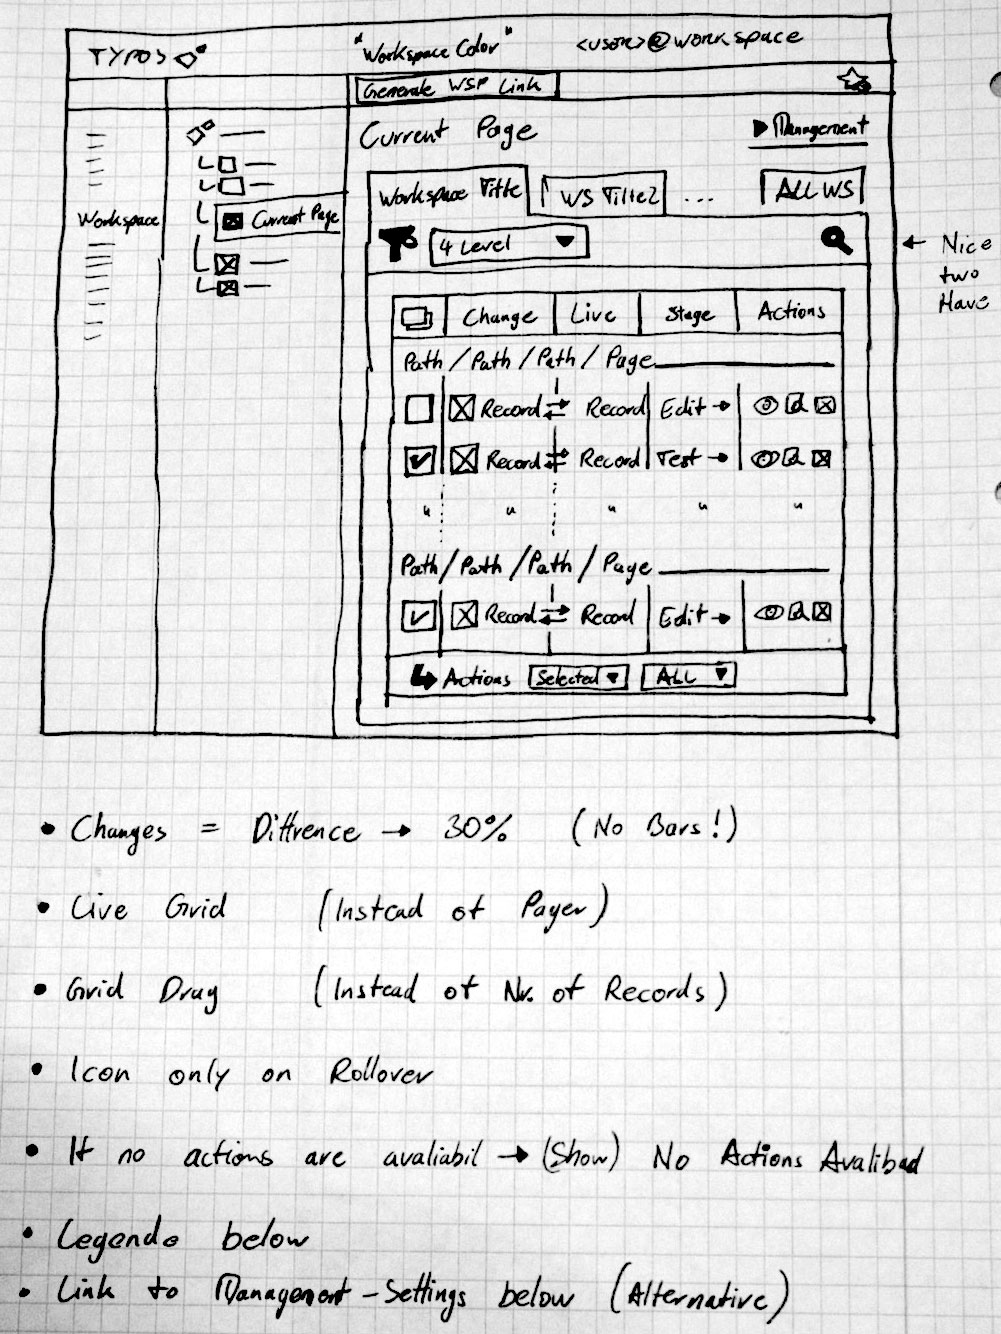 TYPO3 "Workspace Color" <user>@workspace
Generate WSP Link
Current Page ▶ Management
Workspace Title WS Title2 ... ALL WS
Workspace Current Page
4 Level
← Nice
two
Have
Change Live Stage Actions
Path / Path / Path / Page
Record ⇄ Record Edit →
Record ⇄ Record Test →
" " " " "
Path / Path / Path / Page
Record ⇄ Record Edit →
Actions Selected ▼ ALL ▼
• Changes = Diffrence → 30% (No Bars!)
• Live Grid (Instead of Pager)
• Grid Drag (Instead of Nr. of Records)
• Icon only on Rollover
• If no actions are avaliabil → (Show) No Actions Avalibad
• Legende below
• Link to Management-Settings below (Alternative)